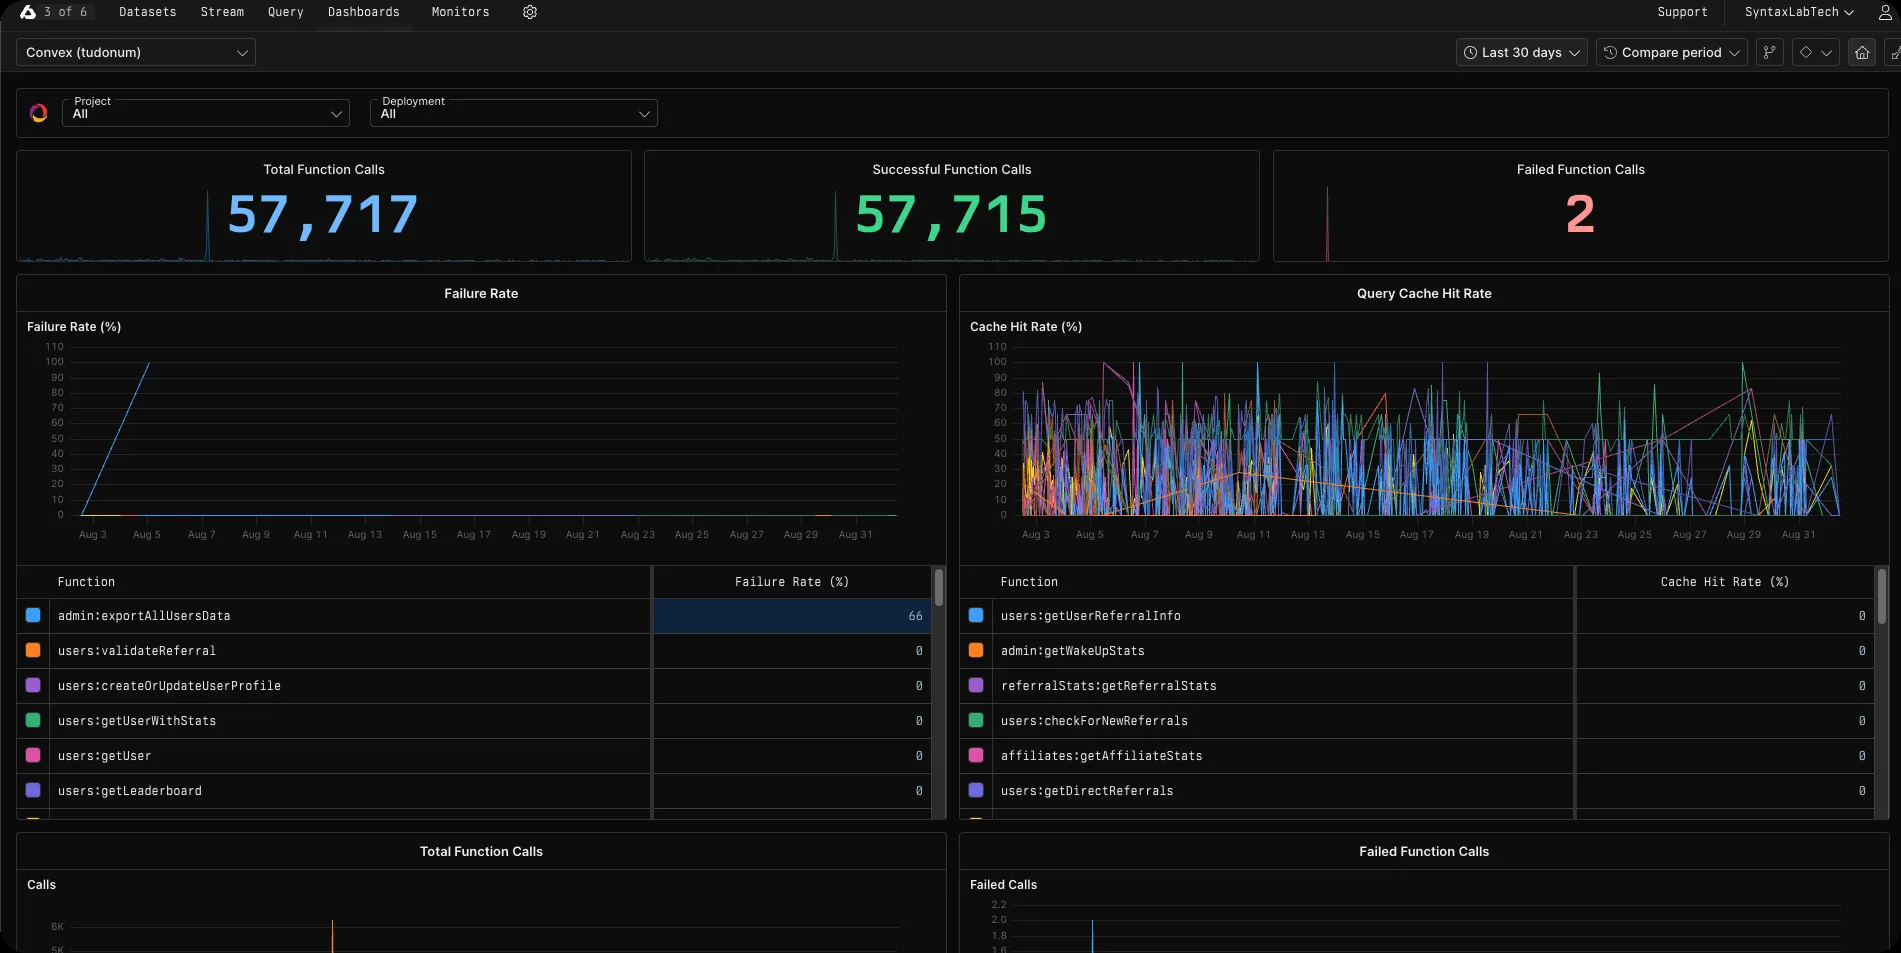 3 of 6 Datasets Stream Query Dashboards Monitors Support SyntaxLabTech
Convex (tudonum) Last 30 days Compare period
Project
All
Deployment
All
Total Function Calls
57,717
Successful Function Calls
57,715
Failed Function Calls
2
Failure Rate
Failure Rate (%)
110
100
90
80
70
60
50
40
30
20
10
0
Aug 3 Aug 5 Aug 7 Aug 9 Aug 11 Aug 13 Aug 15 Aug 17 Aug 19 Aug 21 Aug 23 Aug 25 Aug 27 Aug 29 Aug 31
Function Failure Rate (%)
admin:exportAllUsersData 66
users:validateReferral 0
users:createOrUpdateUserProfile 0
users:getUserWithStats 0
users:getUser 0
users:getLeaderboard 0
Query Cache Hit Rate
Cache Hit Rate (%)
110
100
90
80
70
60
50
40
30
20
10
0
Aug 3 Aug 5 Aug 7 Aug 9 Aug 11 Aug 13 Aug 15 Aug 17 Aug 19 Aug 21 Aug 23 Aug 25 Aug 27 Aug 29 Aug 31
Function Cache Hit Rate (%)
users:getUserReferralInfo 0
admin:getWakeUpStats 0
referralStats:getReferralStats 0
users:checkForNewReferrals 0
affiliates:getAffiliateStats 0
users:getDirectReferrals 0
Total Function Calls
Calls
6K
5K
Failed Function Calls
Failed Calls
2.2
2.0
1.8
1.6